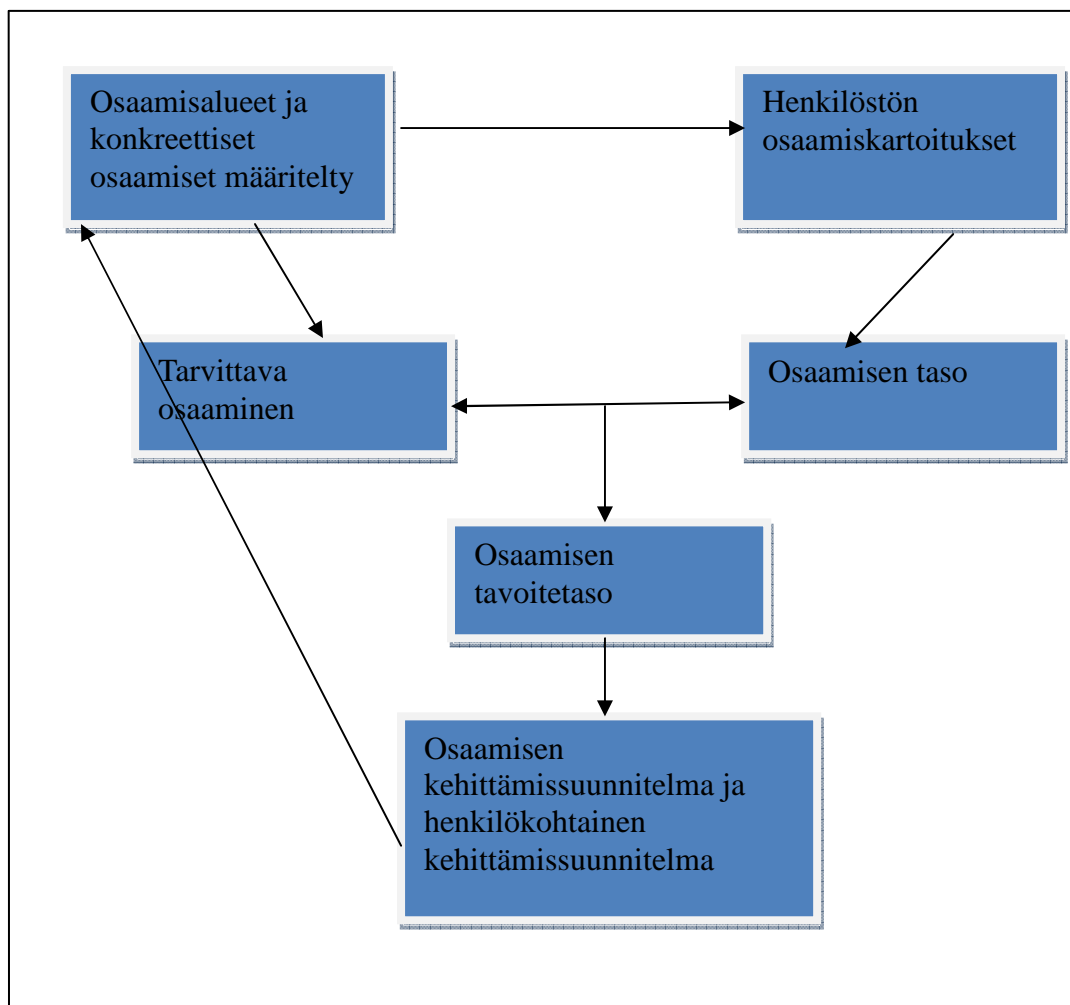 Osaamisalueet ja
konkreettiset
osaamiset määritelty
Henkilöstön
osaamiskartoitukset
Tarvittava
osaaminen
Osaamisen taso
Osaamisen
tavoitetaso
Osaamisen
kehittämissuunnitelma ja
henkilökohtainen
kehittämissuunnitelma